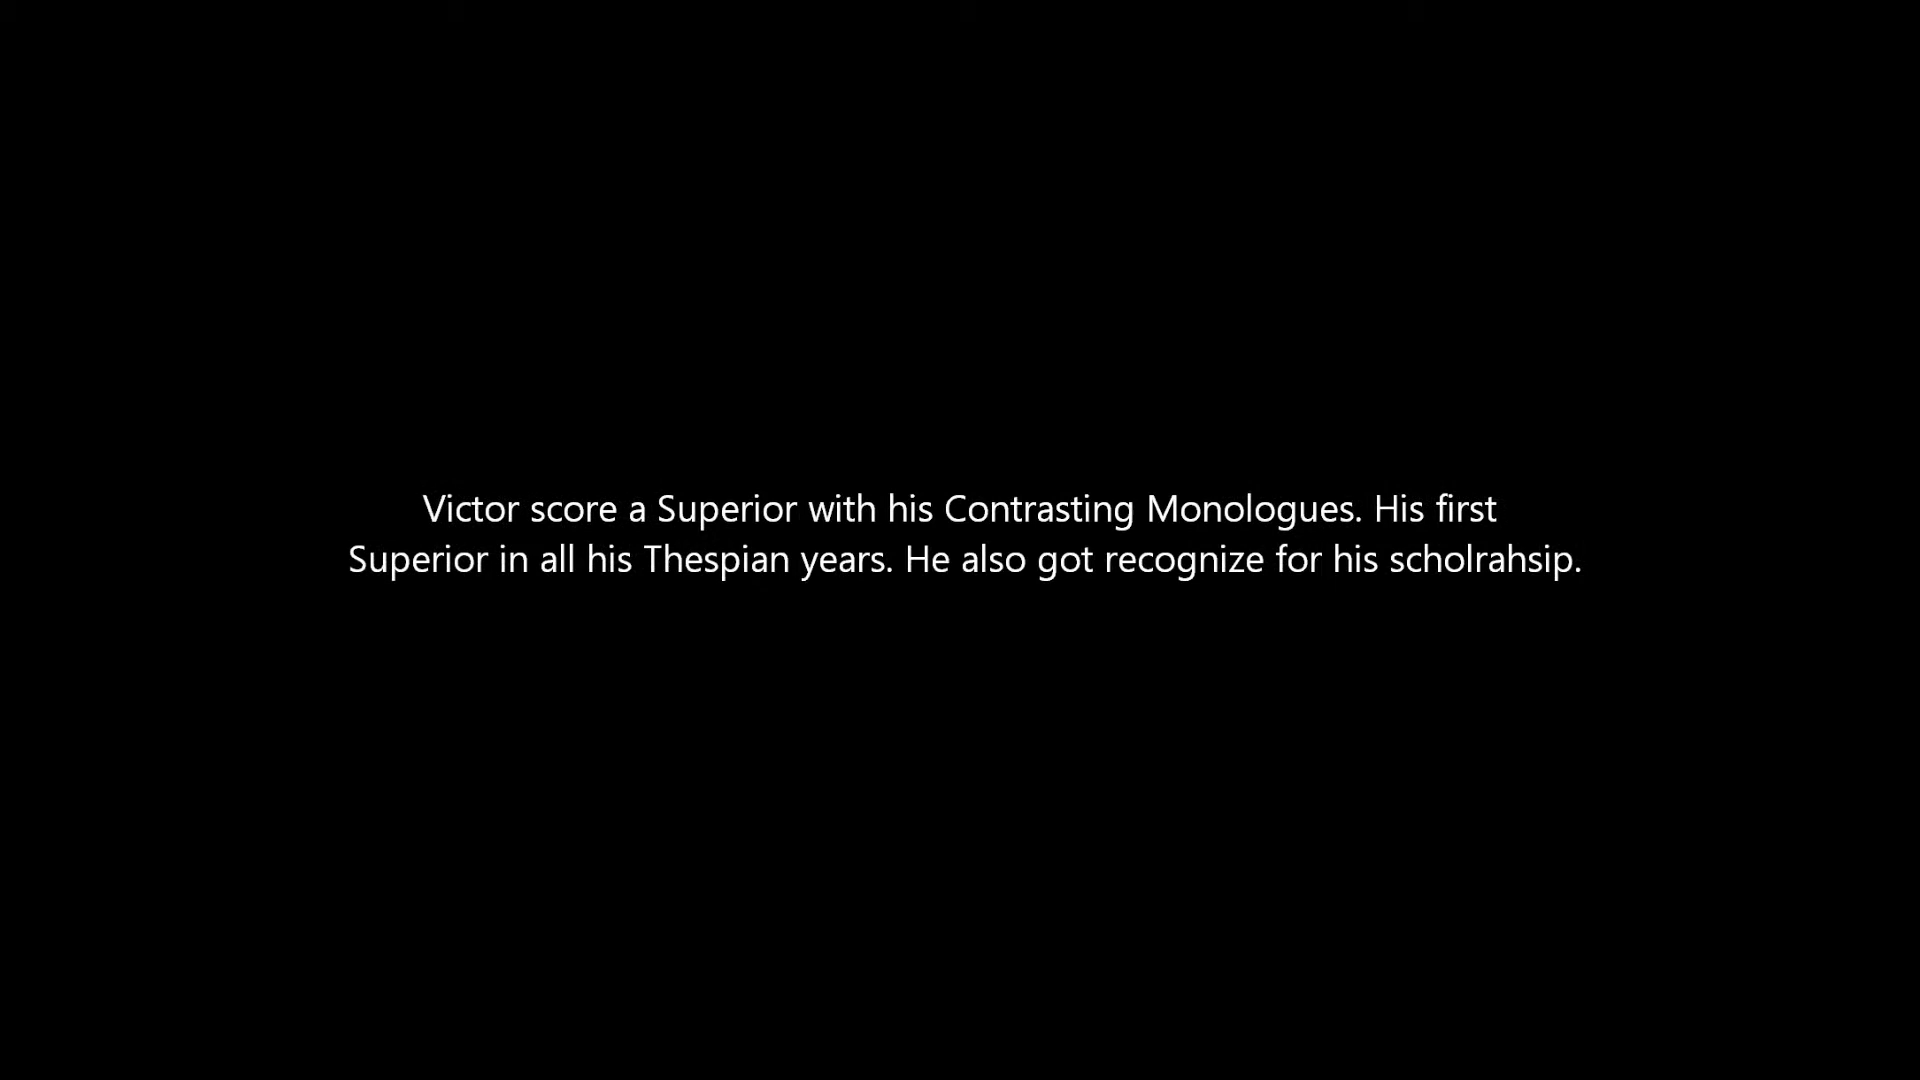 Victor score a Superior with his Contrasting Monologues. His first
Superior in all his Thespian years. He also got recognize for his scholrahsip.